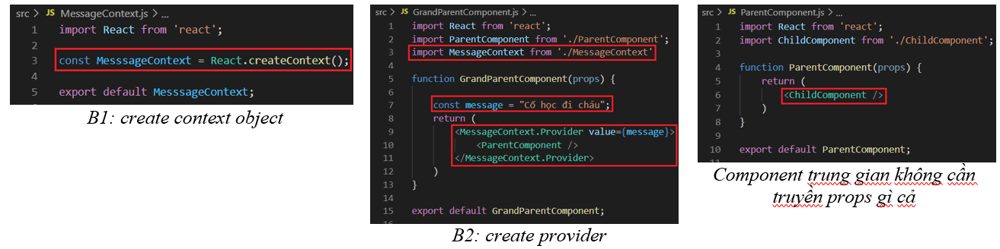 src > JS MessageContext.js > ...
1 import React from 'react';
2
3 const MesssageContext = React.createContext();
4
5 export default MesssageContext;
6
B1: create context object
src > JS GrandParentComponent.js > ...
1 import React from 'react';
2 import ParentComponent from './ParentComponent';
3 import MessageContext from './MessageContext'
4
5 function GrandParentComponent(props) {
6
7 const message = "Cố học đi cháu";
8 return (
9 <MessageContext.Provider value={message}>
10 <ParentComponent />
11 </MessageContext.Provider>
12 )
13 }
14
15 export default GrandParentComponent;
16
B2: create provider
src > JS ParentComponent.js > ...
1 import React from 'react';
2 import ChildComponent from './ChildComponent';
3
4 function ParentComponent(props) {
5 return (
6 <ChildComponent />
7 )
8 }
9
10 export default ParentComponent;
11
Component trung gian không cần
truyền props gì cả